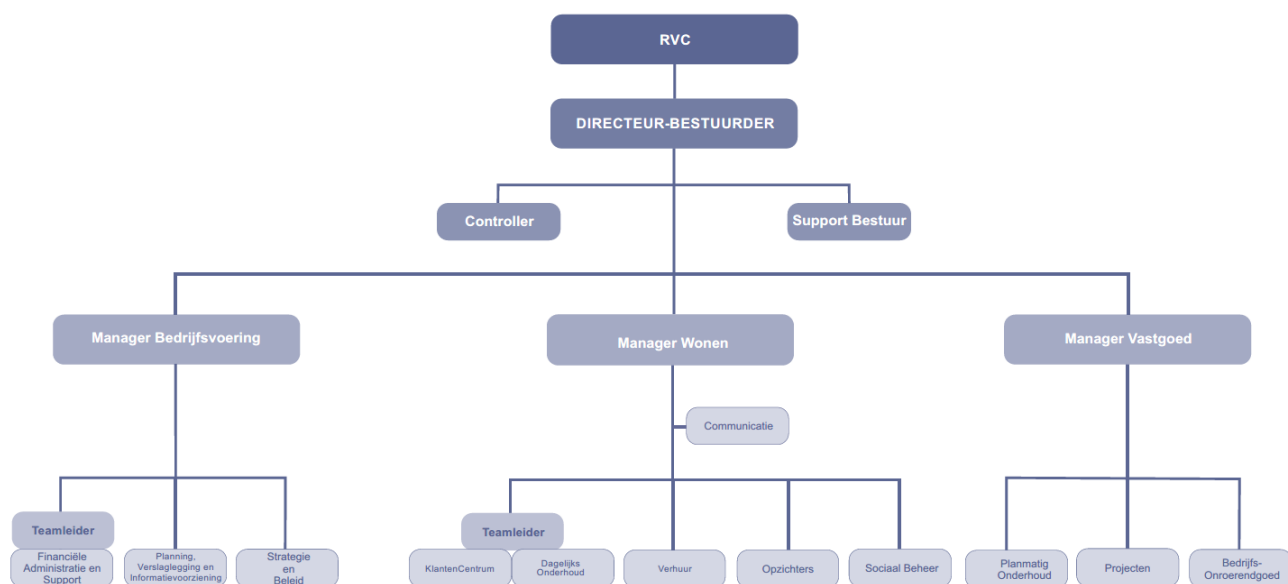 RVC
DIRECTEUR-BESTUURDER
Controller
Support Bestuur
Manager Bedrijfsvoering
Manager Wonen
Manager Vastgoed
Communicatie
Teamleider
Financiële
Administratie en
Support
Planning,
Verslaglegging en
Informatievoorziening
Strategie
en
Beleid
Teamleider
KlantenCentrum
Dagelijks
Onderhoud
Verhuur
Opzichters
Sociaal Beheer
Planmatig
Onderhoud
Projecten
Bedrijfs-
Onroerendgoed